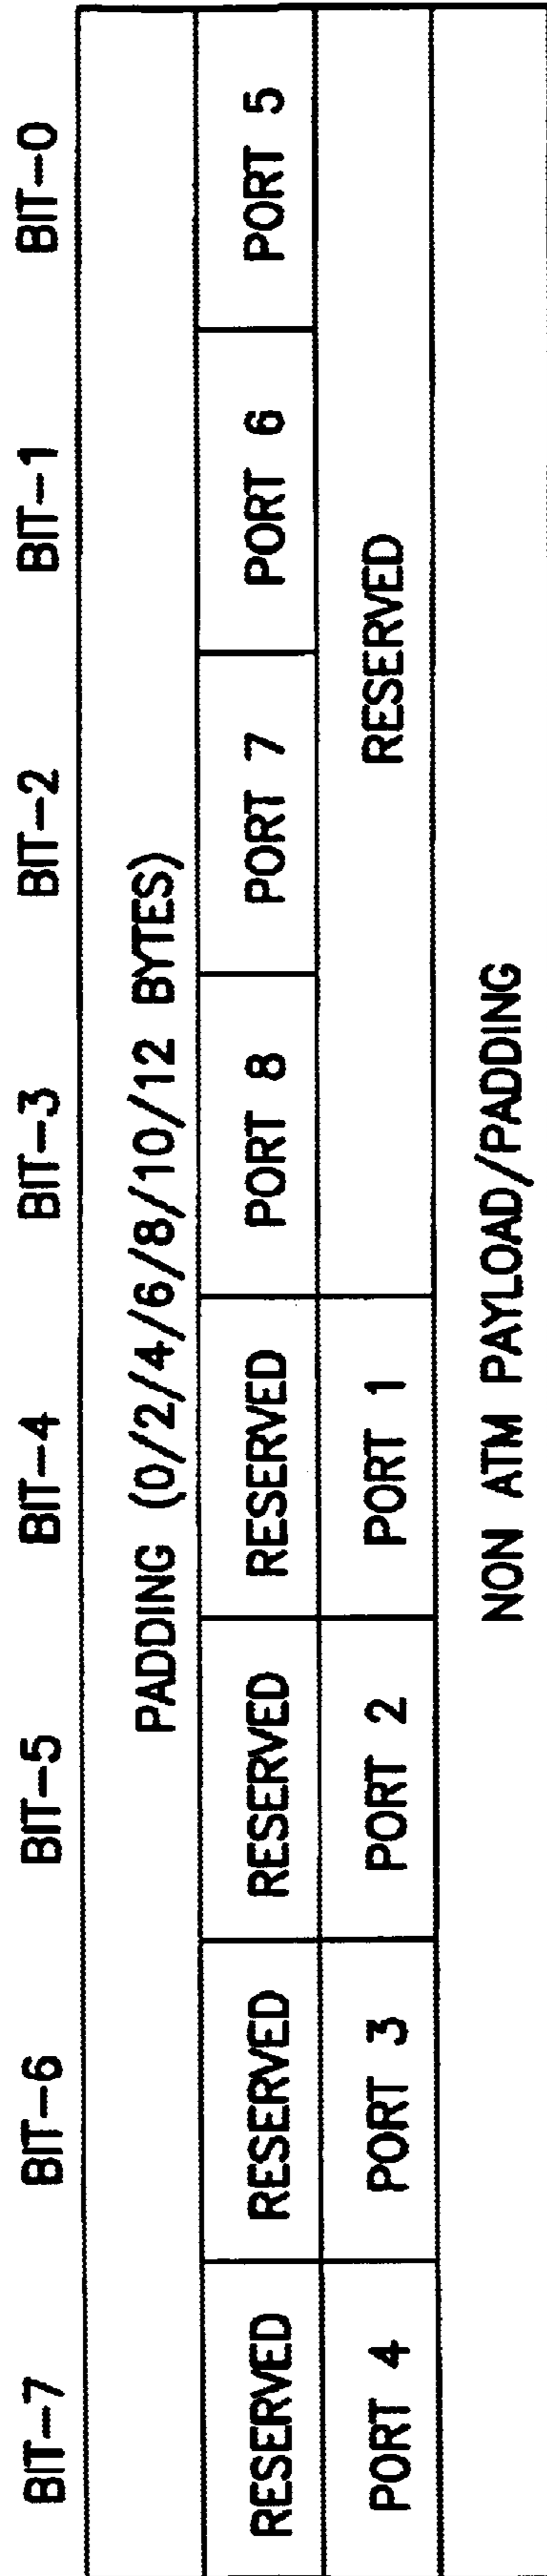 BIT-7 BIT-6 BIT-5 BIT-4 BIT-3 BIT-2 BIT-1 BIT-0
PADDING (0/2/4/6/8/10/12 BYTES)
RESERVED RESERVED RESERVED RESERVED PORT 8 PORT 7 PORT 6 PORT 5
PORT 4 PORT 3 PORT 2 PORT 1 RESERVED
NON ATM PAYLOAD/PADDING